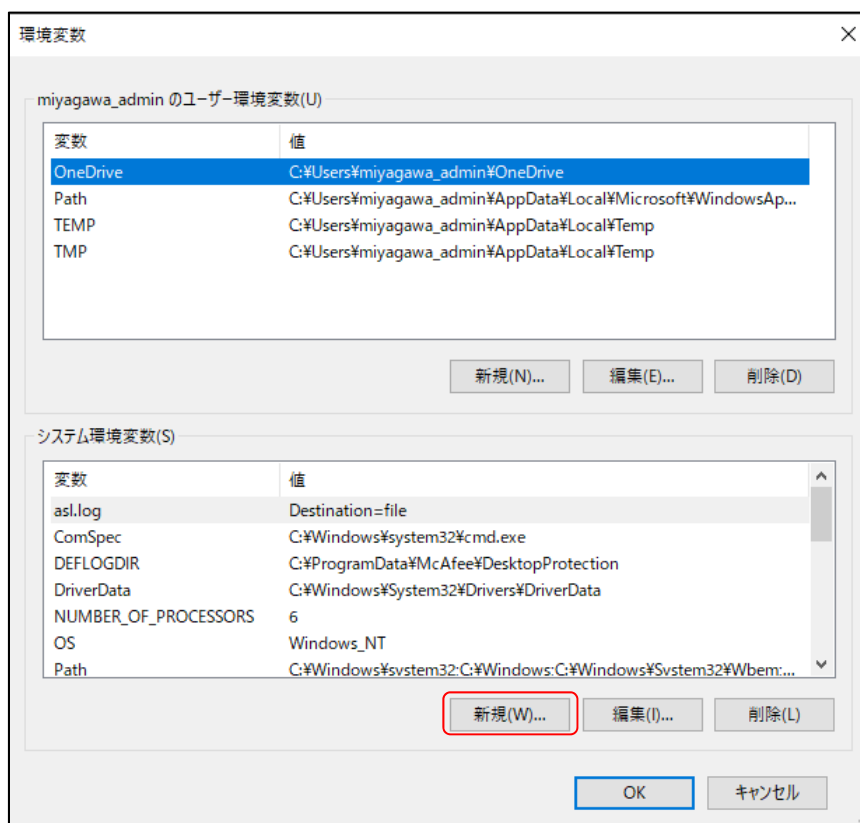 環境変数
miyagawa_admin のユーザー環境変数(U)
変数 値
OneDrive C:¥Users¥miyagawa_admin¥OneDrive
Path C:¥Users¥miyagawa_admin¥AppData¥Local¥Microsoft¥WindowsAp...
TEMP C:¥Users¥miyagawa_admin¥AppData¥Local¥Temp
TMP C:¥Users¥miyagawa_admin¥AppData¥Local¥Temp
新規(N)... 編集(E)... 削除(D)
システム環境変数(S)
変数 値
asl.log Destination=file
ComSpec C:¥Windows¥system32¥cmd.exe
DEFLOGDIR C:¥ProgramData¥McAfee¥DesktopProtection
DriverData C:¥Windows¥System32¥Drivers¥DriverData
NUMBER_OF_PROCESSORS 6
OS Windows_NT
Path C:¥Windows¥system32;C:¥Windows;C:¥Windows¥System32¥Wbem;...
新規(W)... 編集(I)... 削除(L)
OK キャンセル